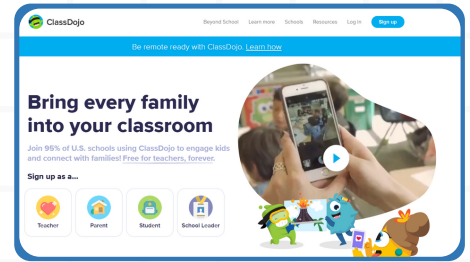 ClassDojo
Beyond School Learn more Schools Resources Log in Sign up
Be remote ready with ClassDojo. Learn how
Bring every family
into your classroom
Join 95% of U.S. schools using ClassDojo to engage kids
and connect with families! Free for teachers, forever.
Sign up as a...
Teacher Parent Student School Leader